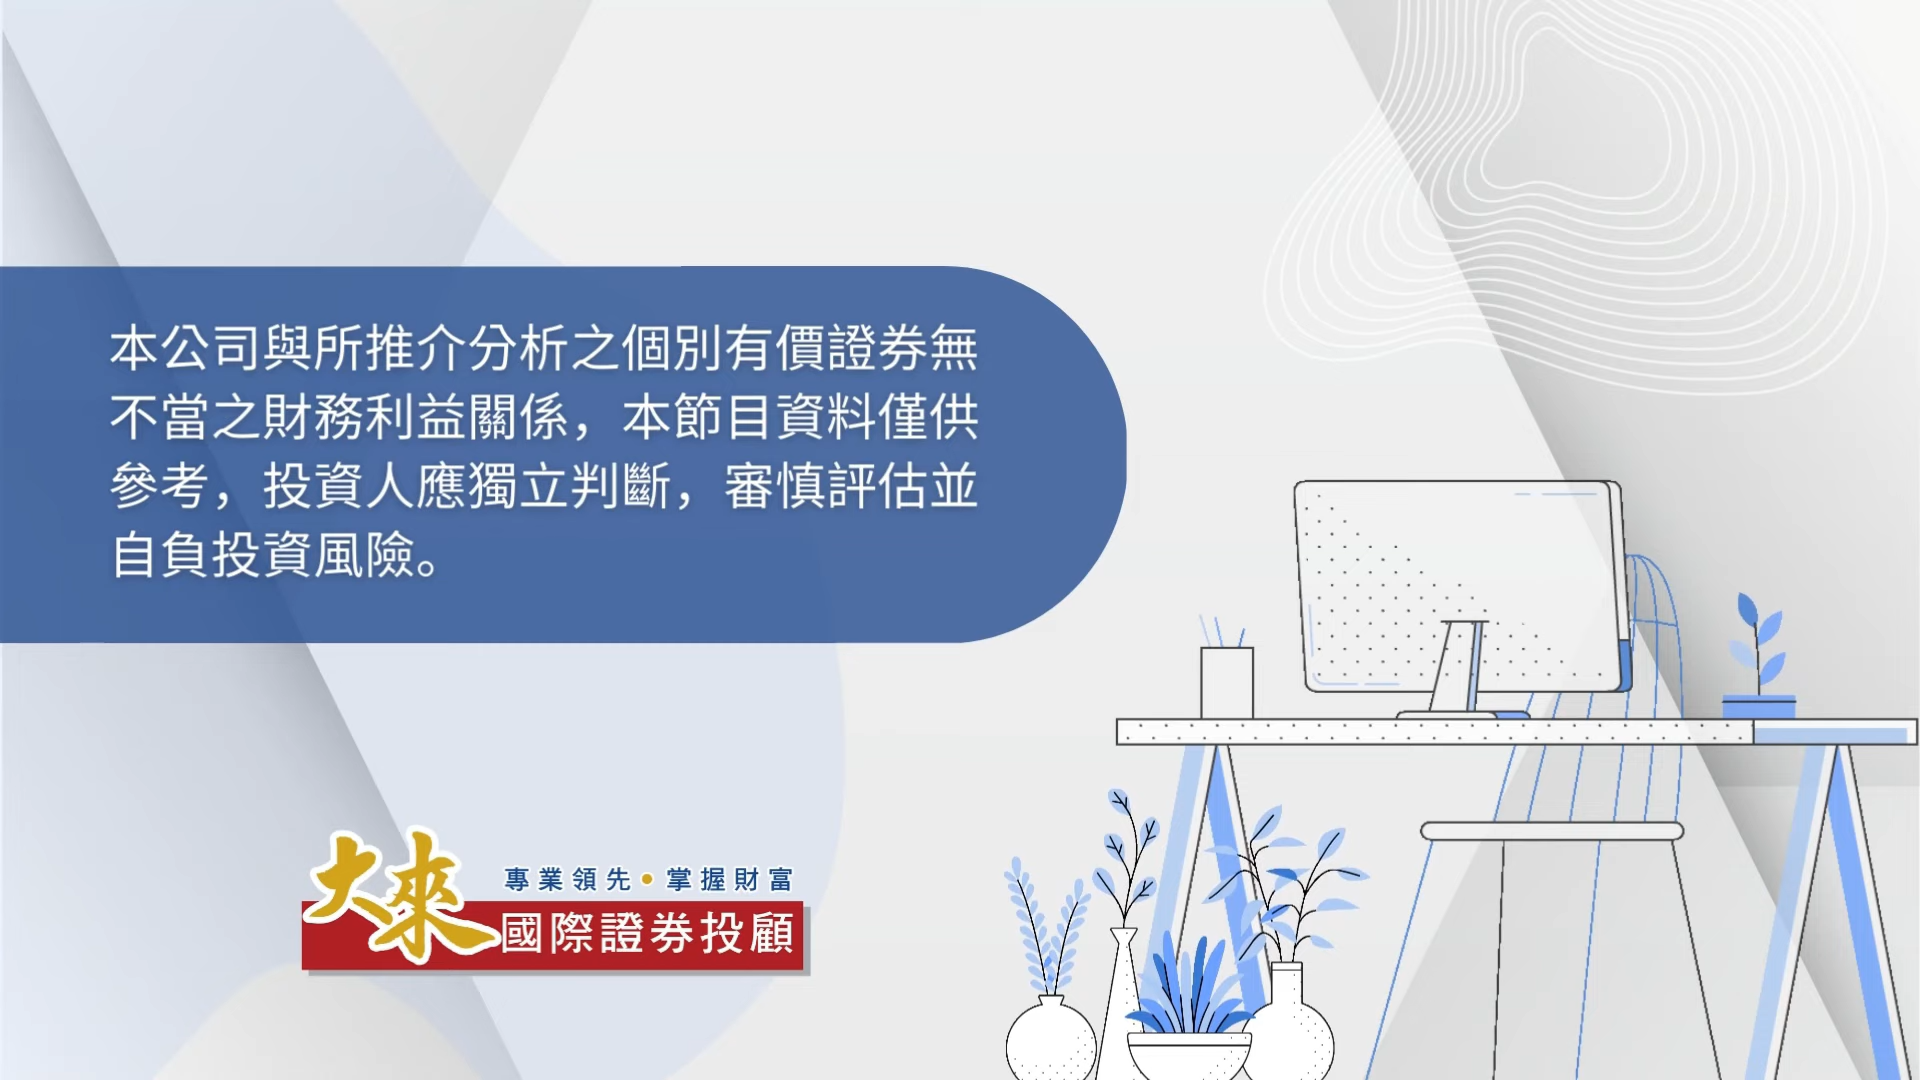 本公司與所推介分析之個別有價證券無
不當之財務利益關係，本節目資料僅供
參考，投資人應獨立判斷，審慎評估並
自負投資風險。
大來
專業領先•掌握財富
國際證券投顧